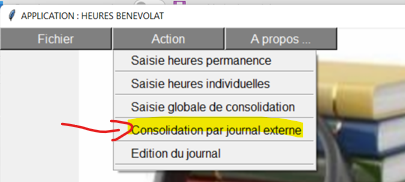 APPLICATION : HEURES BENEVOLAT
Fichier Action A propos ...
Saisie heures permanence
Saisie heures individuelles
Saisie globale de consolidation
Consolidation par journal externe
Edition du journal